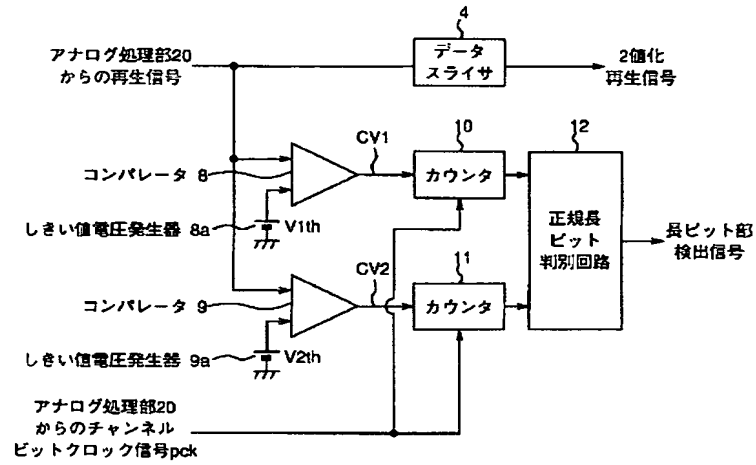 アナログ処理部20
からの再生信号
4
データ
スライサ
2値化
再生信号
CV1
10
12
コンパレータ 8
カウンタ
しきい値電圧発生器 8a
V1th
正規長
ピット
判別回路
長ピット部
検出信号
CV2
11
コンパレータ 9
カウンタ
しきい信電圧発生器 9a
V2th
アナログ処理部20
からのチャンネル
ビットクロック信号pck